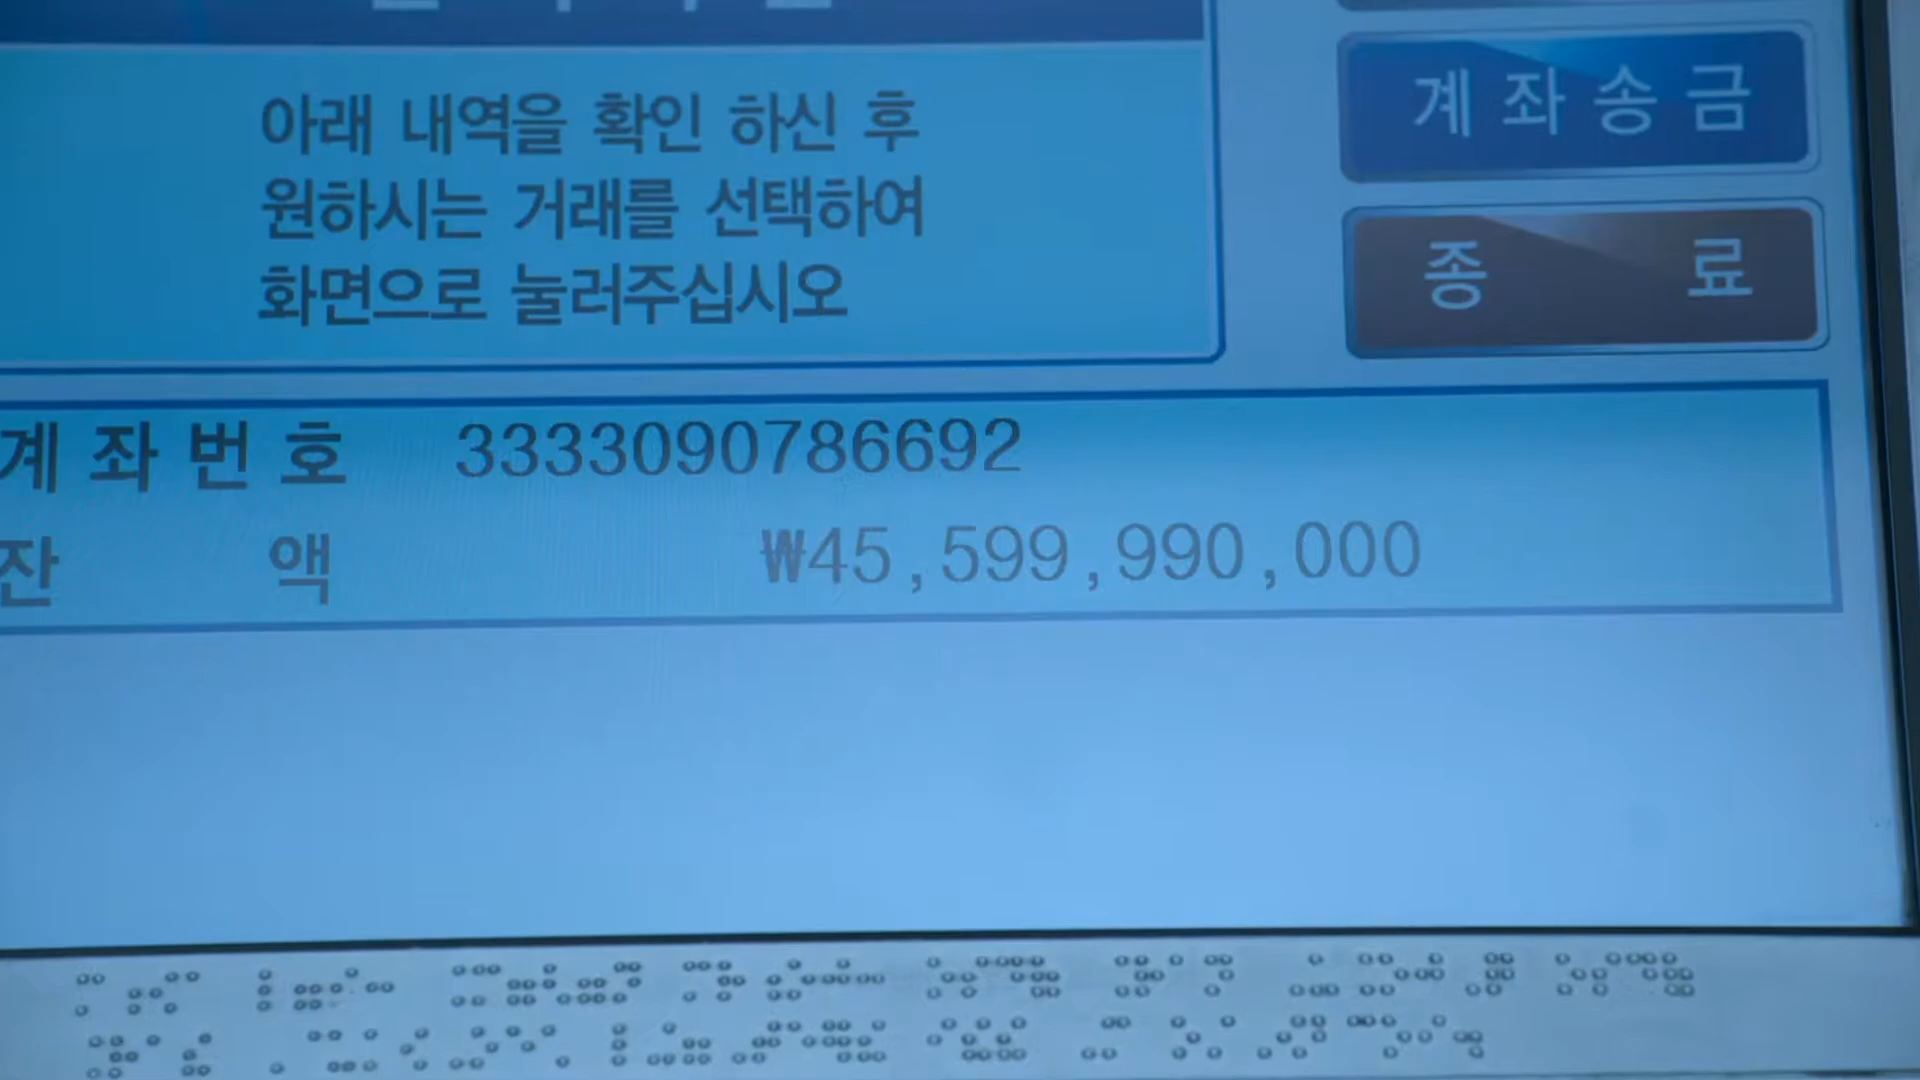 아래 내역을 확인 하신 후
원하시는 거래를 선택하여
화면으로 눌러주십시오
계좌송금
종 료
계좌번호 3333090786692
잔 액 ₩45,599,990,000